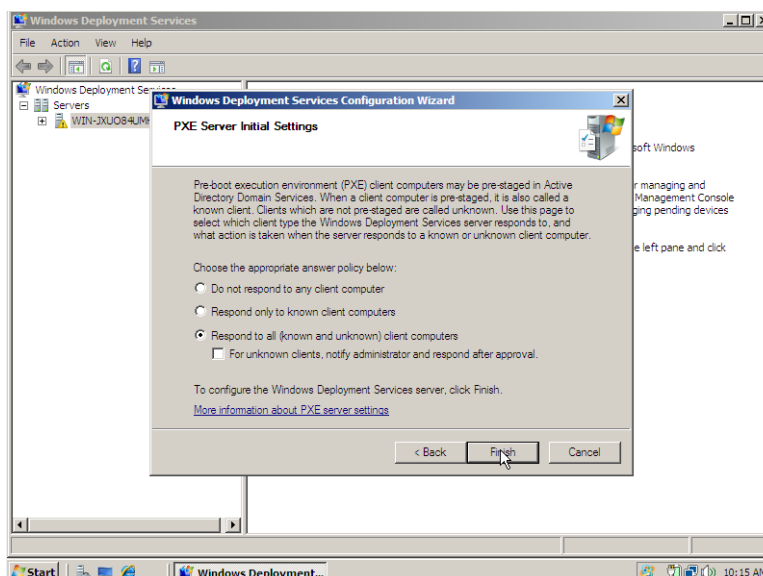 Windows Deployment Services
File Action View Help
Windows Deployment
Servers
Windows Deployment Services Configuration Wizard
PXE Server Initial Settings
soft Windows
Pre-boot execution environment (PXE) client computers may be pre-staged in Active
Directory Domain Services. When a client computer is pre-staged, it is also called a
known client. Clients which are not pre-staged are called unknown. Use this page to
select which client type the Windows Deployment Services server responds to, and
what action is taken when the server responds to a known or unknown client computer.
r managing and
Management Console
ging pending devices
e left pane and click
Choose the appropriate answer policy below:
Do not respond to any client computer
Respond only to known client computers
Respond to all (known and unknown) client computers
For unknown clients, notify administrator and respond after approval.
To configure the Windows Deployment Services server, click Finish.
More information about PXE server settings
< Back Finish Cancel
Start Windows Deployment... 10:15 AM